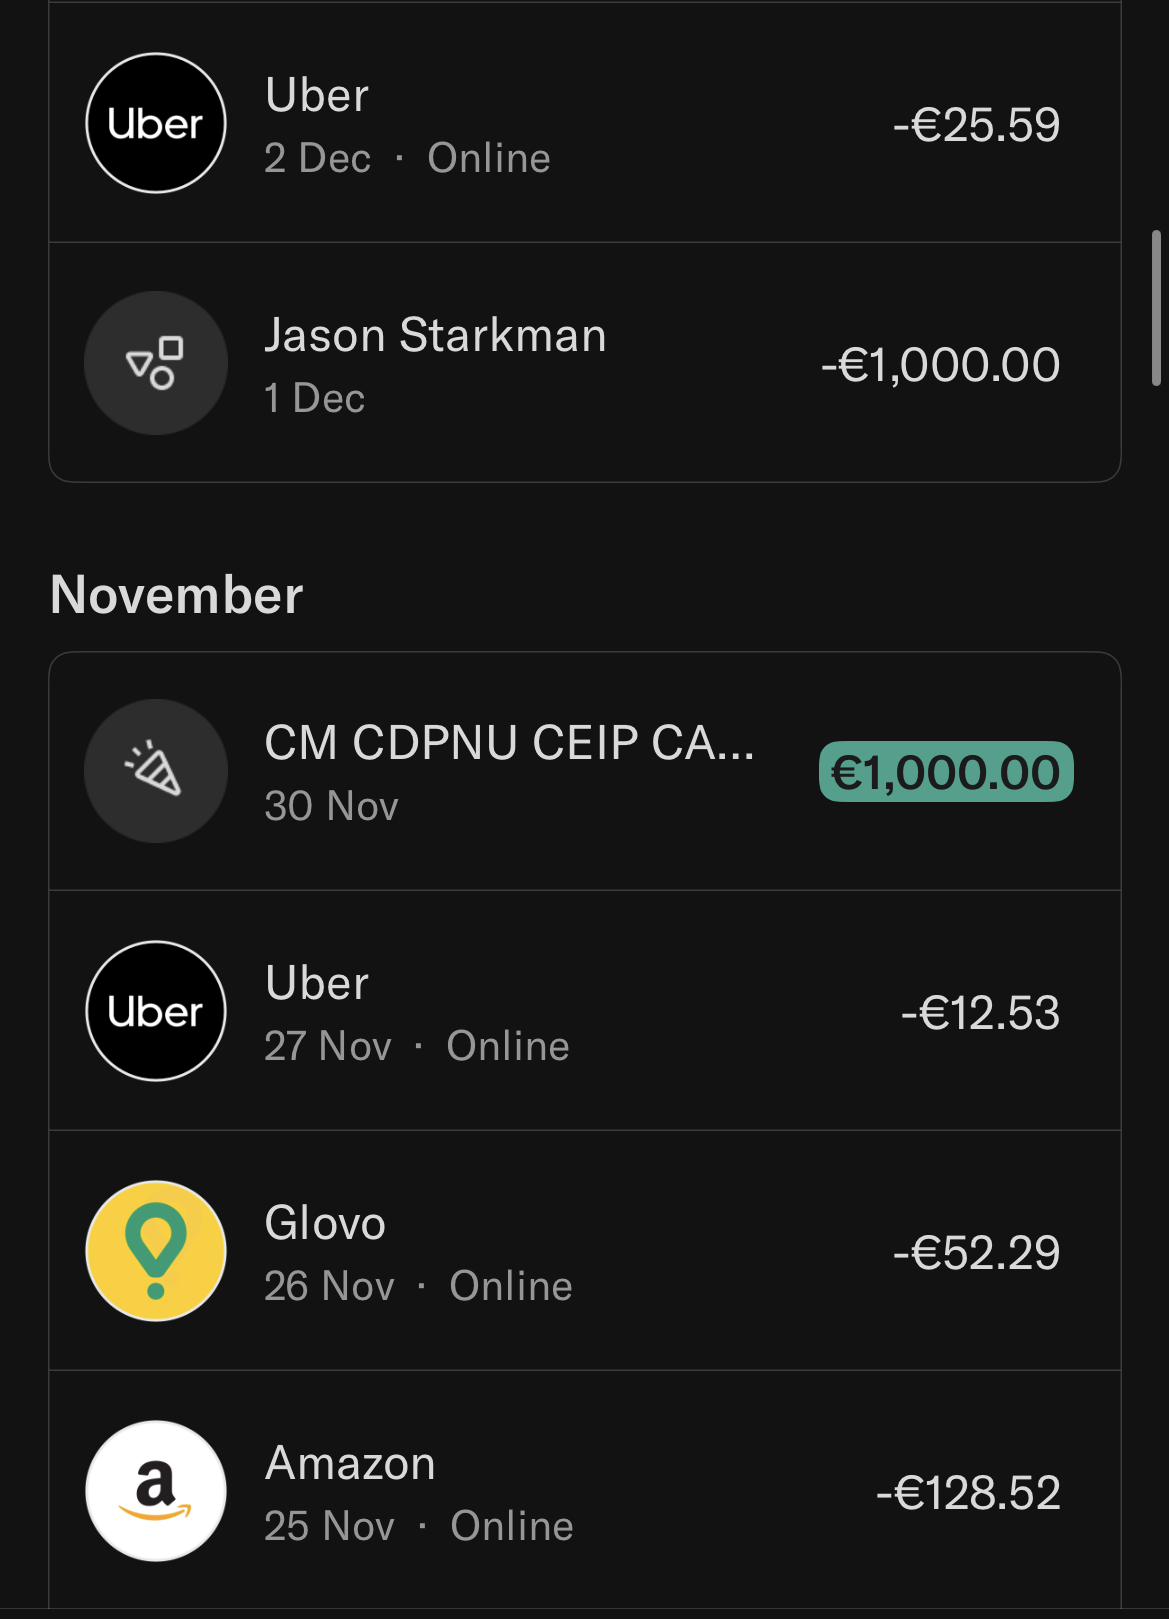 Uber
Uber
2 Dec · Online
-€25.59
Jason Starkman
1 Dec
-€1,000.00
November
CM CDPNU CEIP CA...
30 Nov
€1,000.00
Uber
Uber
27 Nov · Online
-€12.53
Glovo
26 Nov · Online
-€52.29
a
Amazon
25 Nov · Online
-€128.52